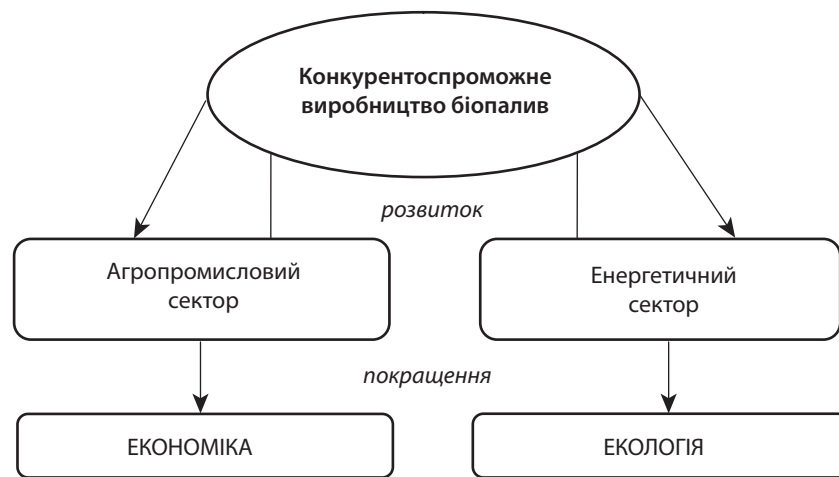 Конкурентоспроможне
виробництво біопалив
розвиток
Агропромисловий
сектор
Енергетичний
сектор
покращення
ЕКОНОМІКА
ЕКОЛОГІЯ